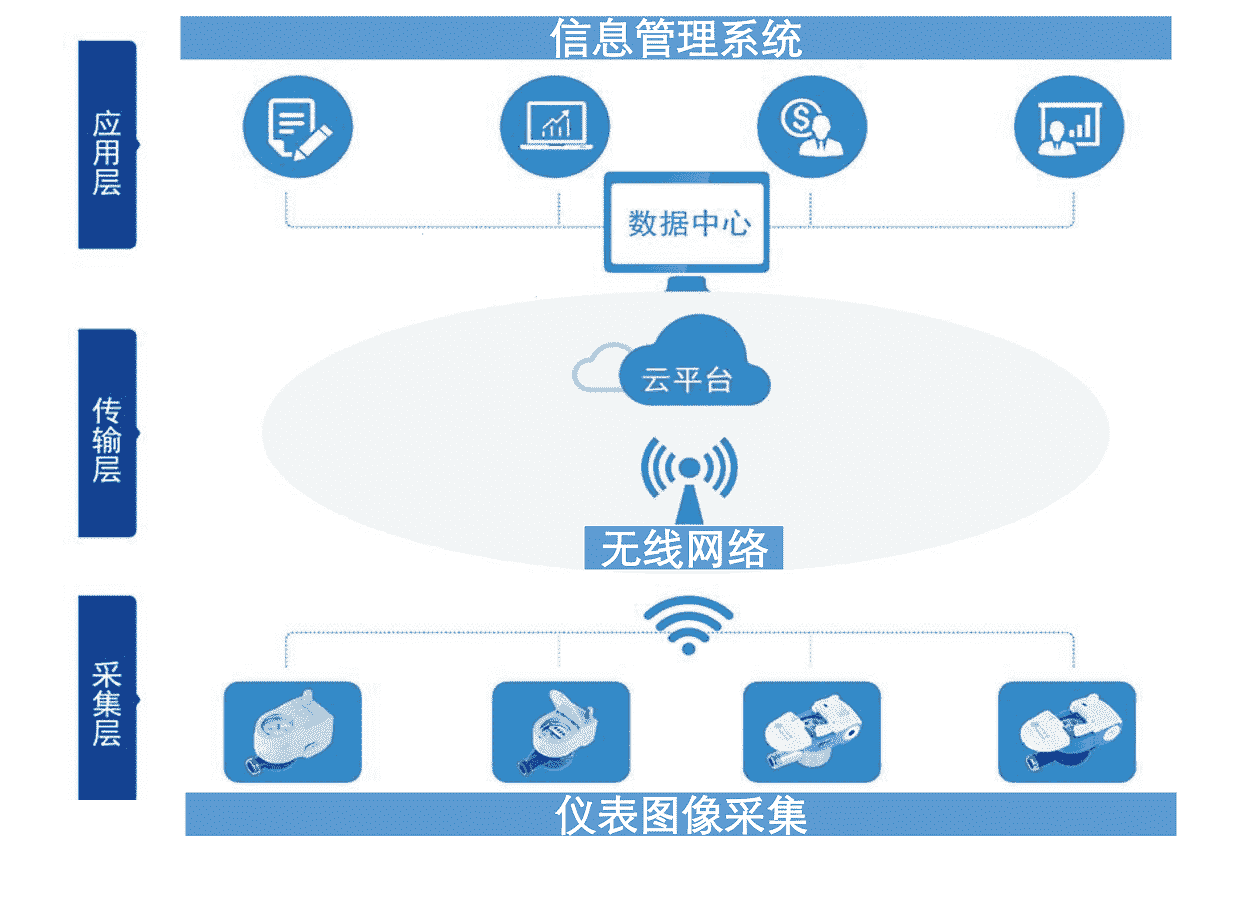 信息管理系统
应用层
$
数据中心
云平台
传输层
无线网络
采集层
仪表图像采集